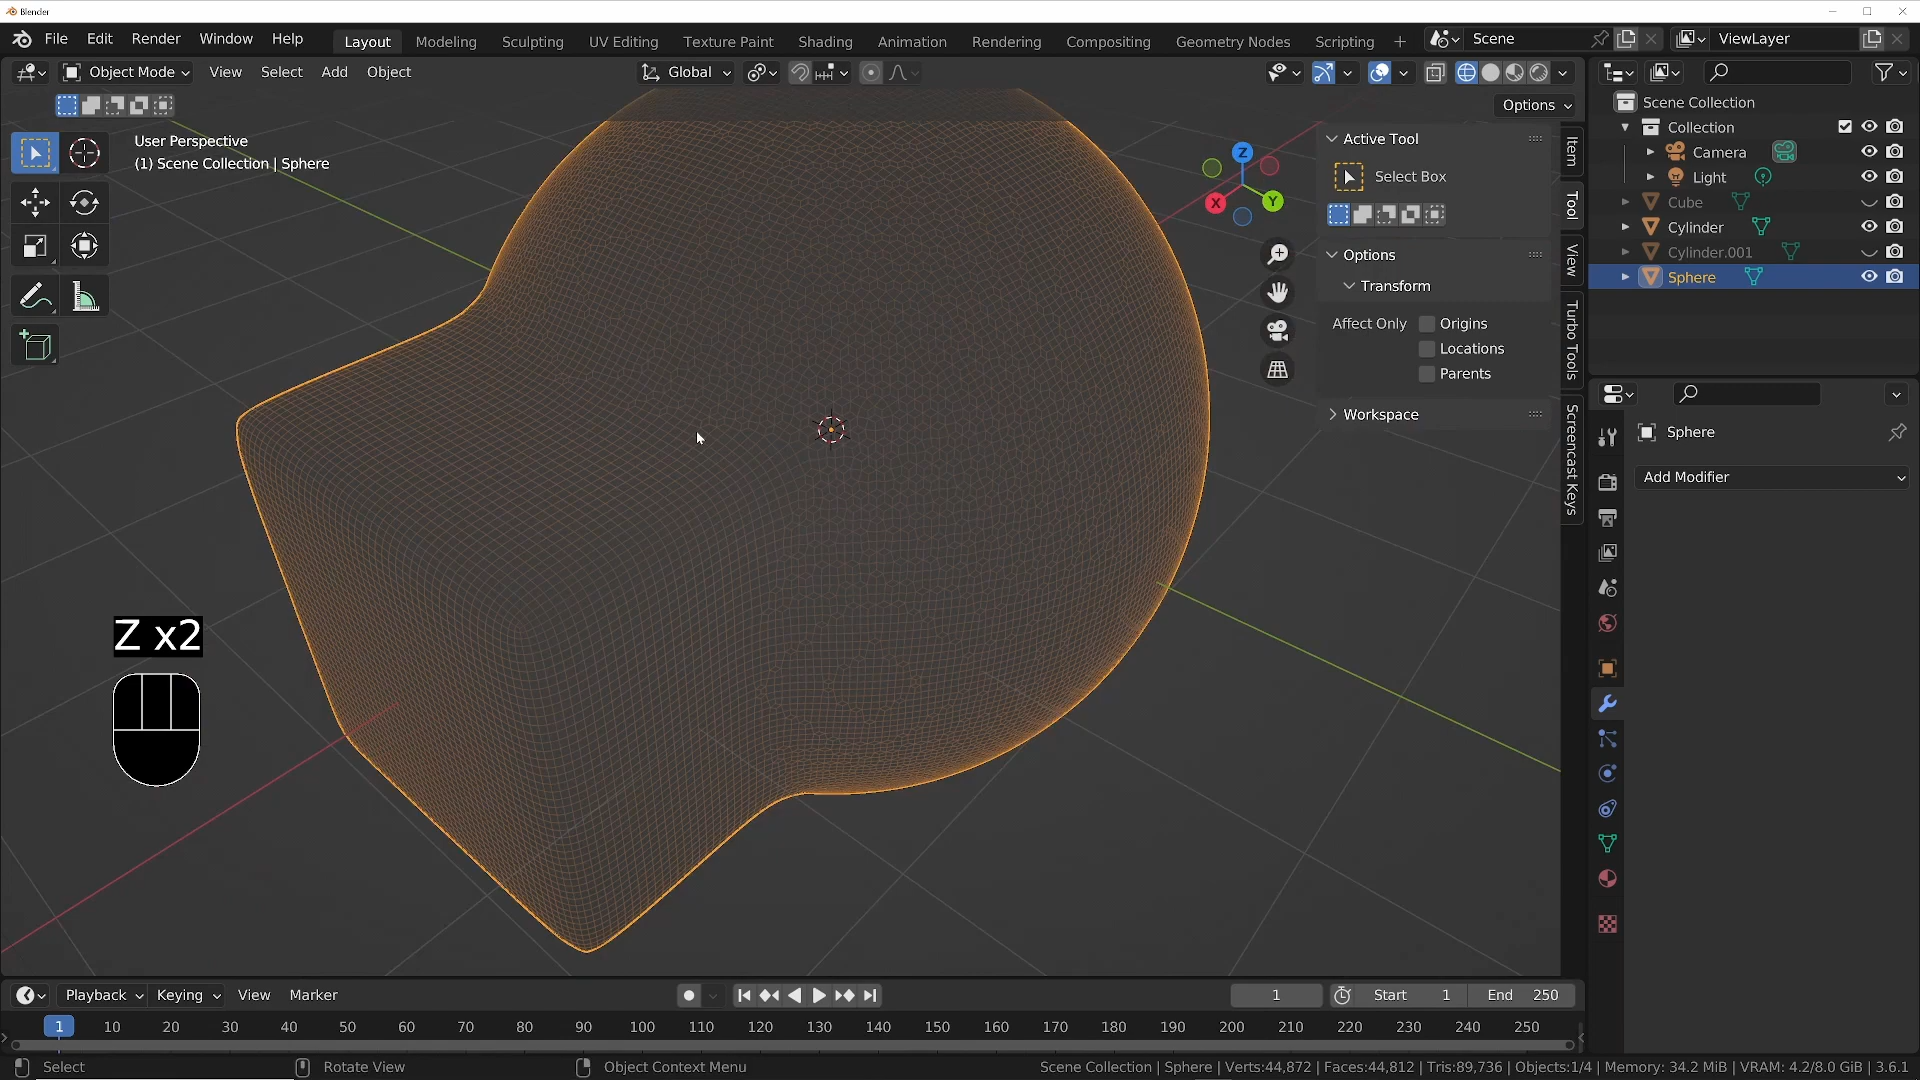 Blender
File Edit Render Window Help Layout Modeling Sculpting UV Editing Texture Paint Shading Animation Rendering Compositing Geometry Nodes Scripting + Scene ViewLayer
Object Mode View Select Add Object Global
Options
User Perspective
(1) Scene Collection | Sphere
Z
X
Y
Active Tool
Select Box
Options
Transform
Affect Only Origins
Locations
Parents
Workspace
Item
Tool
View
Turbo Tools
Screencast Keys
Scene Collection
Collection
Camera
Light
Cube
Cylinder
Cylinder.001
Sphere
Sphere
Add Modifier
Z x2
Playback Keying View Marker 1 Start 1 End 250
1 10 20 30 40 50 60 70 80 90 100 110 120 130 140 150 160 170 180 190 200 210 220 230 240 250
Select Rotate View Object Context Menu Scene Collection | Sphere | Verts:44,872 | Faces:44,812 | Tris:89,736 | Objects:1/4 | Memory: 34.2 MiB | VRAM: 4.2/8.0 GiB | 3.6.1